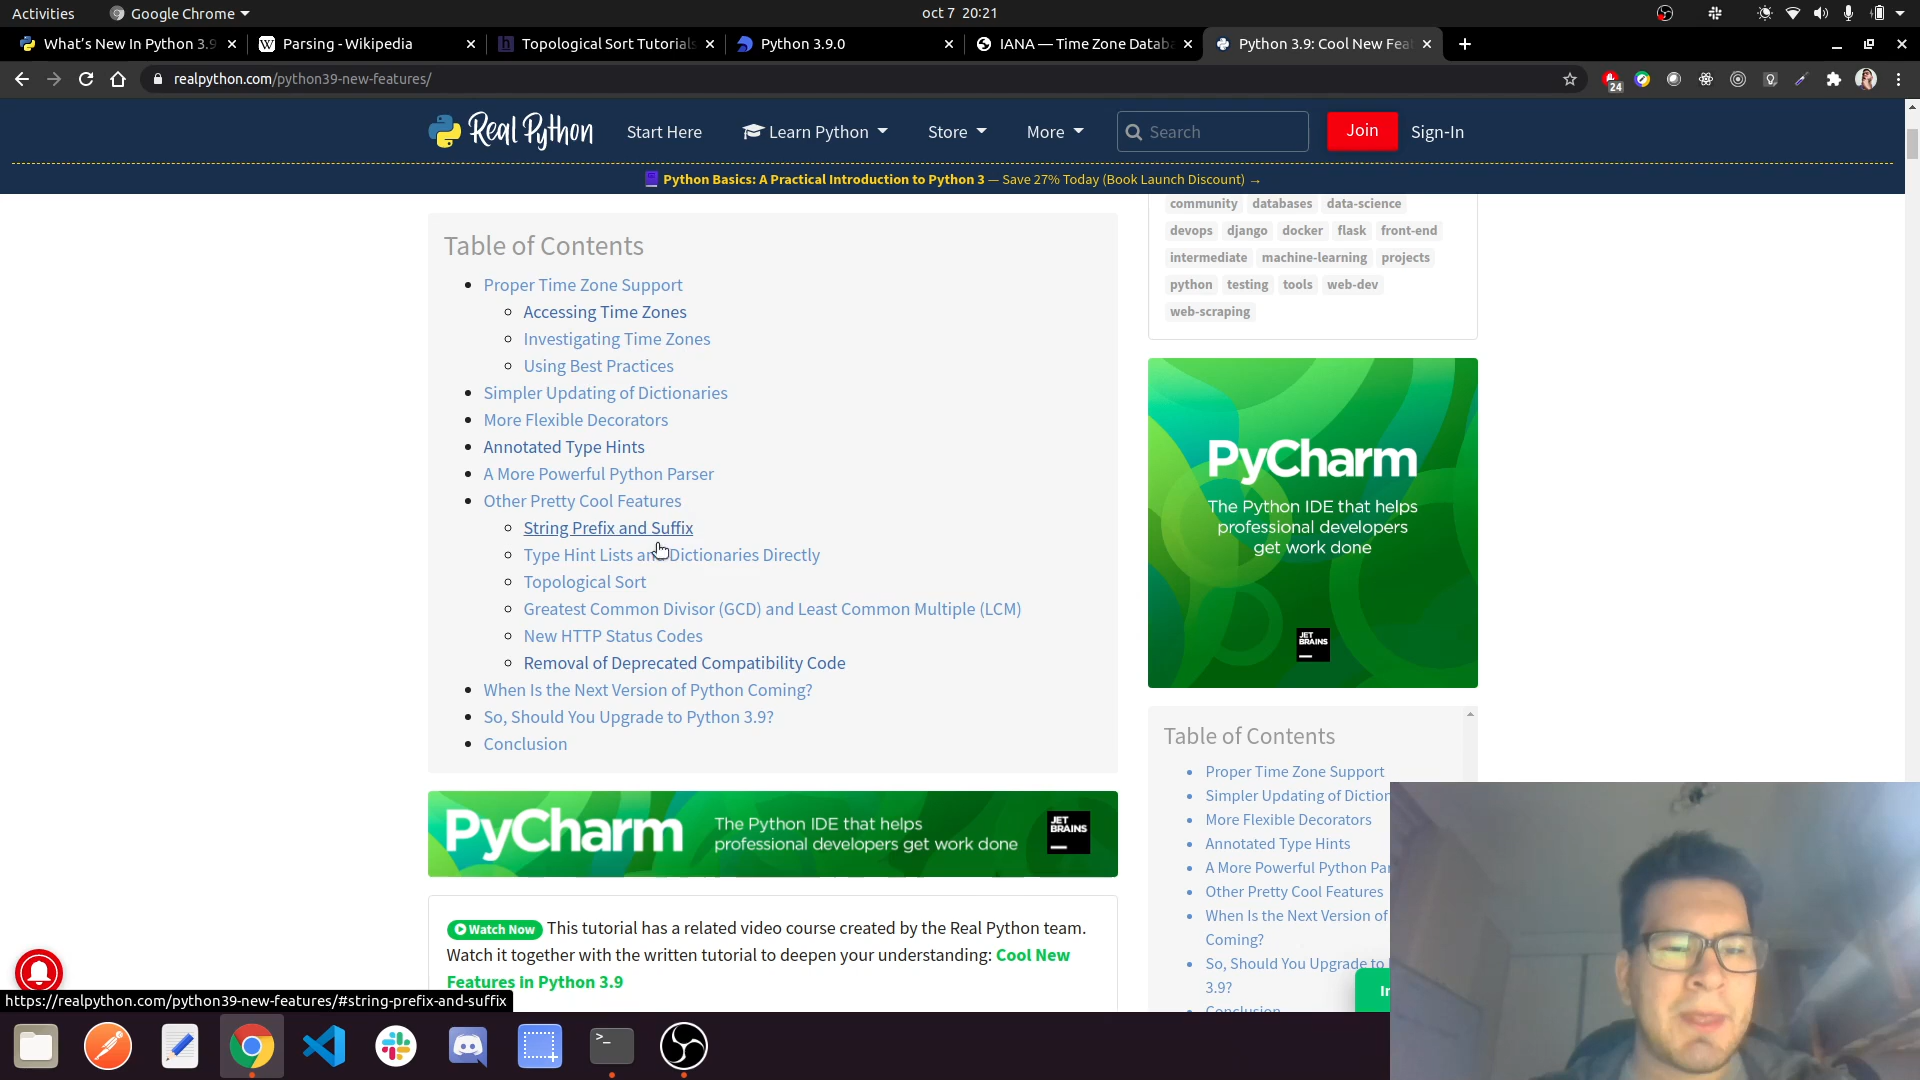 Activities
Google Chrome
oct 7 20:21
What's New In Python 3.9
Parsing - Wikipedia
Topological Sort Tutorials
Python 3.9.0
IANA — Time Zone Datab
Python 3.9: Cool New Fea
realpython.com/python39-new-features/
24
Real Python
Start Here
Learn Python
Store
More
Search
Join
Sign-In
Python Basics: A Practical Introduction to Python 3 — Save 27% Today (Book Launch Discount) →
Table of Contents
Proper Time Zone Support
Accessing Time Zones
Investigating Time Zones
Using Best Practices
Simpler Updating of Dictionaries
More Flexible Decorators
Annotated Type Hints
A More Powerful Python Parser
Other Pretty Cool Features
String Prefix and Suffix
Type Hint Lists and Dictionaries Directly
Topological Sort
Greatest Common Divisor (GCD) and Least Common Multiple (LCM)
New HTTP Status Codes
Removal of Deprecated Compatibility Code
When Is the Next Version of Python Coming?
So, Should You Upgrade to Python 3.9?
Conclusion
PyCharm
The Python IDE that helps
professional developers get work done
JET
BRAINS
Watch Now This tutorial has a related video course created by the Real Python team.
Watch it together with the written tutorial to deepen your understanding: Cool New
Features in Python 3.9
community databases data-science
devops django docker flask front-end
intermediate machine-learning projects
python testing tools web-dev
web-scraping
PyCharm
The Python IDE that helps
professional developers
get work done
JET
BRAINS
Table of Contents
Proper Time Zone Support
Simpler Updating of Diction
More Flexible Decorators
Annotated Type Hints
A More Powerful Python Par
Other Pretty Cool Features
When Is the Next Version of
Coming?
So, Should You Upgrade to
3.9?
Conclusion
https://realpython.com/python39-new-features/#string-prefix-and-suffix